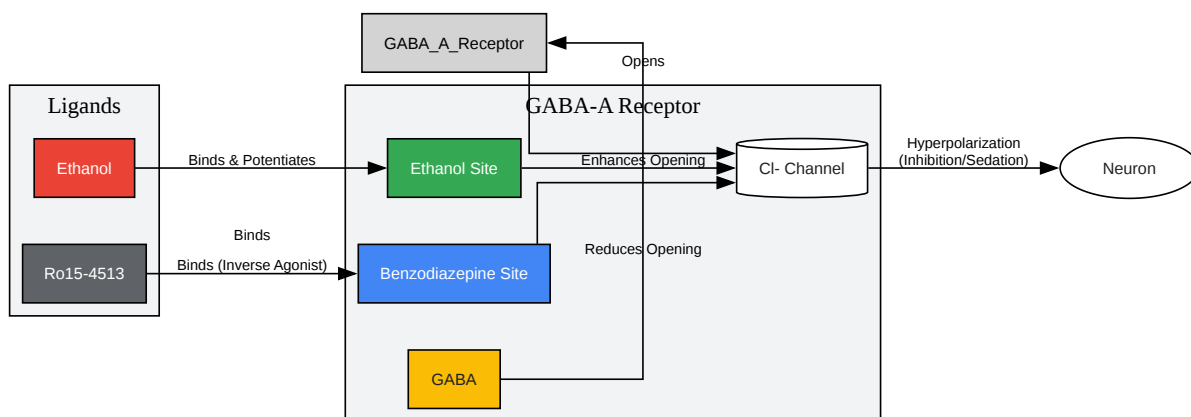 GABA_A_Receptor
Opens
Ligands
GABA-A Receptor
Ethanol
Binds & Potentiates
Ethanol Site
Enhances Opening
Cl- Channel
Hyperpolarization
(Inhibition/Sedation)
Neuron
Binds
Ro15-4513
Binds (Inverse Agonist)
Benzodiazepine Site
Reduces Opening
GABA